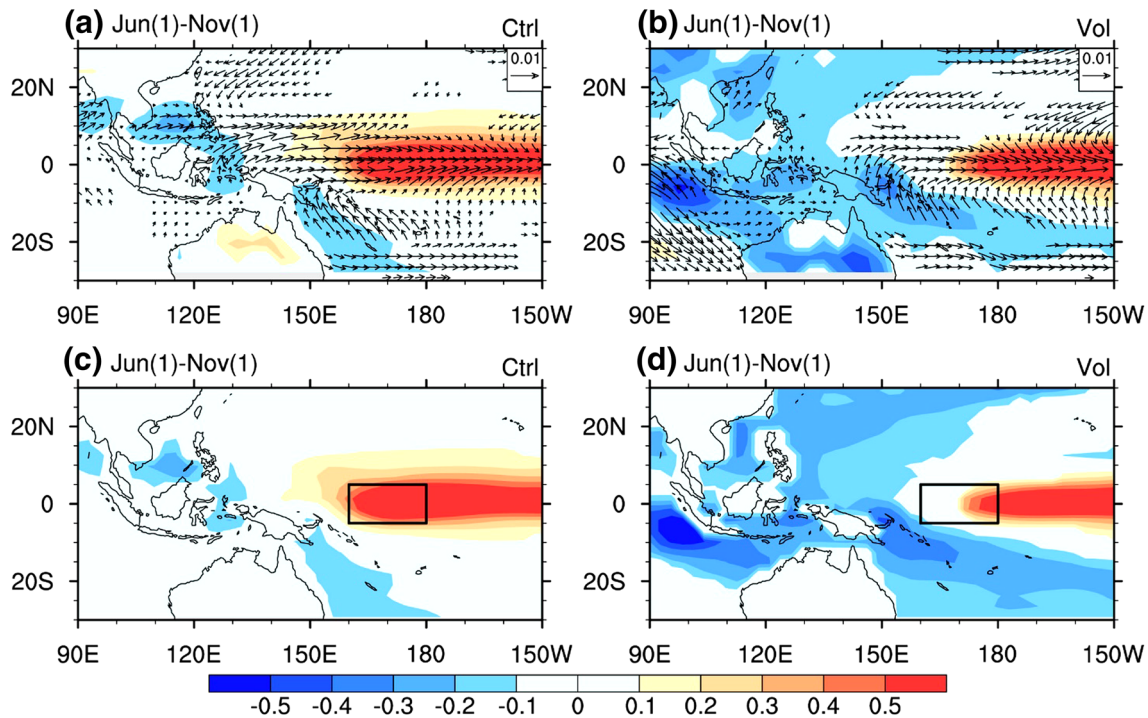 (a) Jun(1)-Nov(1) Ctrl
(b) Jun(1)-Nov(1) Vol
0.01
0.01
20N
0
20S
20N
0
20S
90E 120E 150E 180 150W
90E 120E 150E 180 150W
(c) Jun(1)-Nov(1) Ctrl
(d) Jun(1)-Nov(1) Vol
20N
0
20S
20N
0
20S
90E 120E 150E 180 150W
90E 120E 150E 180 150W
-0.5 -0.4 -0.3 -0.2 -0.1 0 0.1 0.2 0.3 0.4 0.5